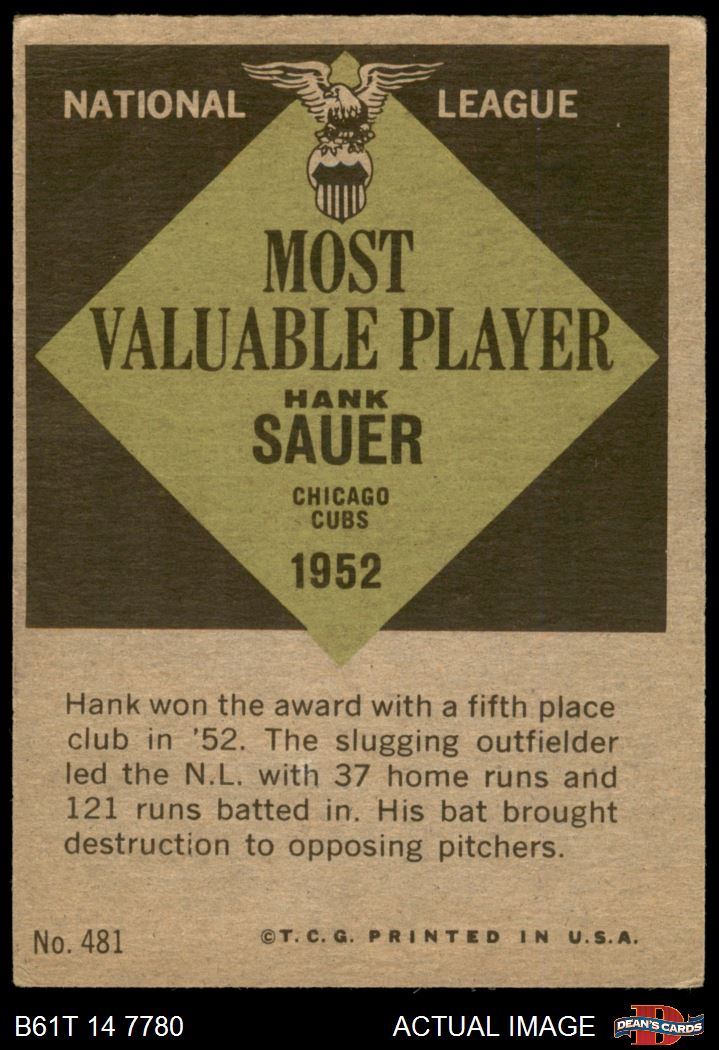 NATIONAL LEAGUE
MOST
VALUABLE PLAYER
HANK
SAUER
CHICAGO
CUBS
1952
Hank won the award with a fifth place
club in '52. The slugging outfielder
led the N.L. with 37 home runs and
121 runs batted in. His bat brought
destruction to opposing pitchers.
No. 481 ©T.C.G. PRINTED IN U.S.A.
B61T 14 7780 ACTUAL IMAGE D DEAN'S CARDS